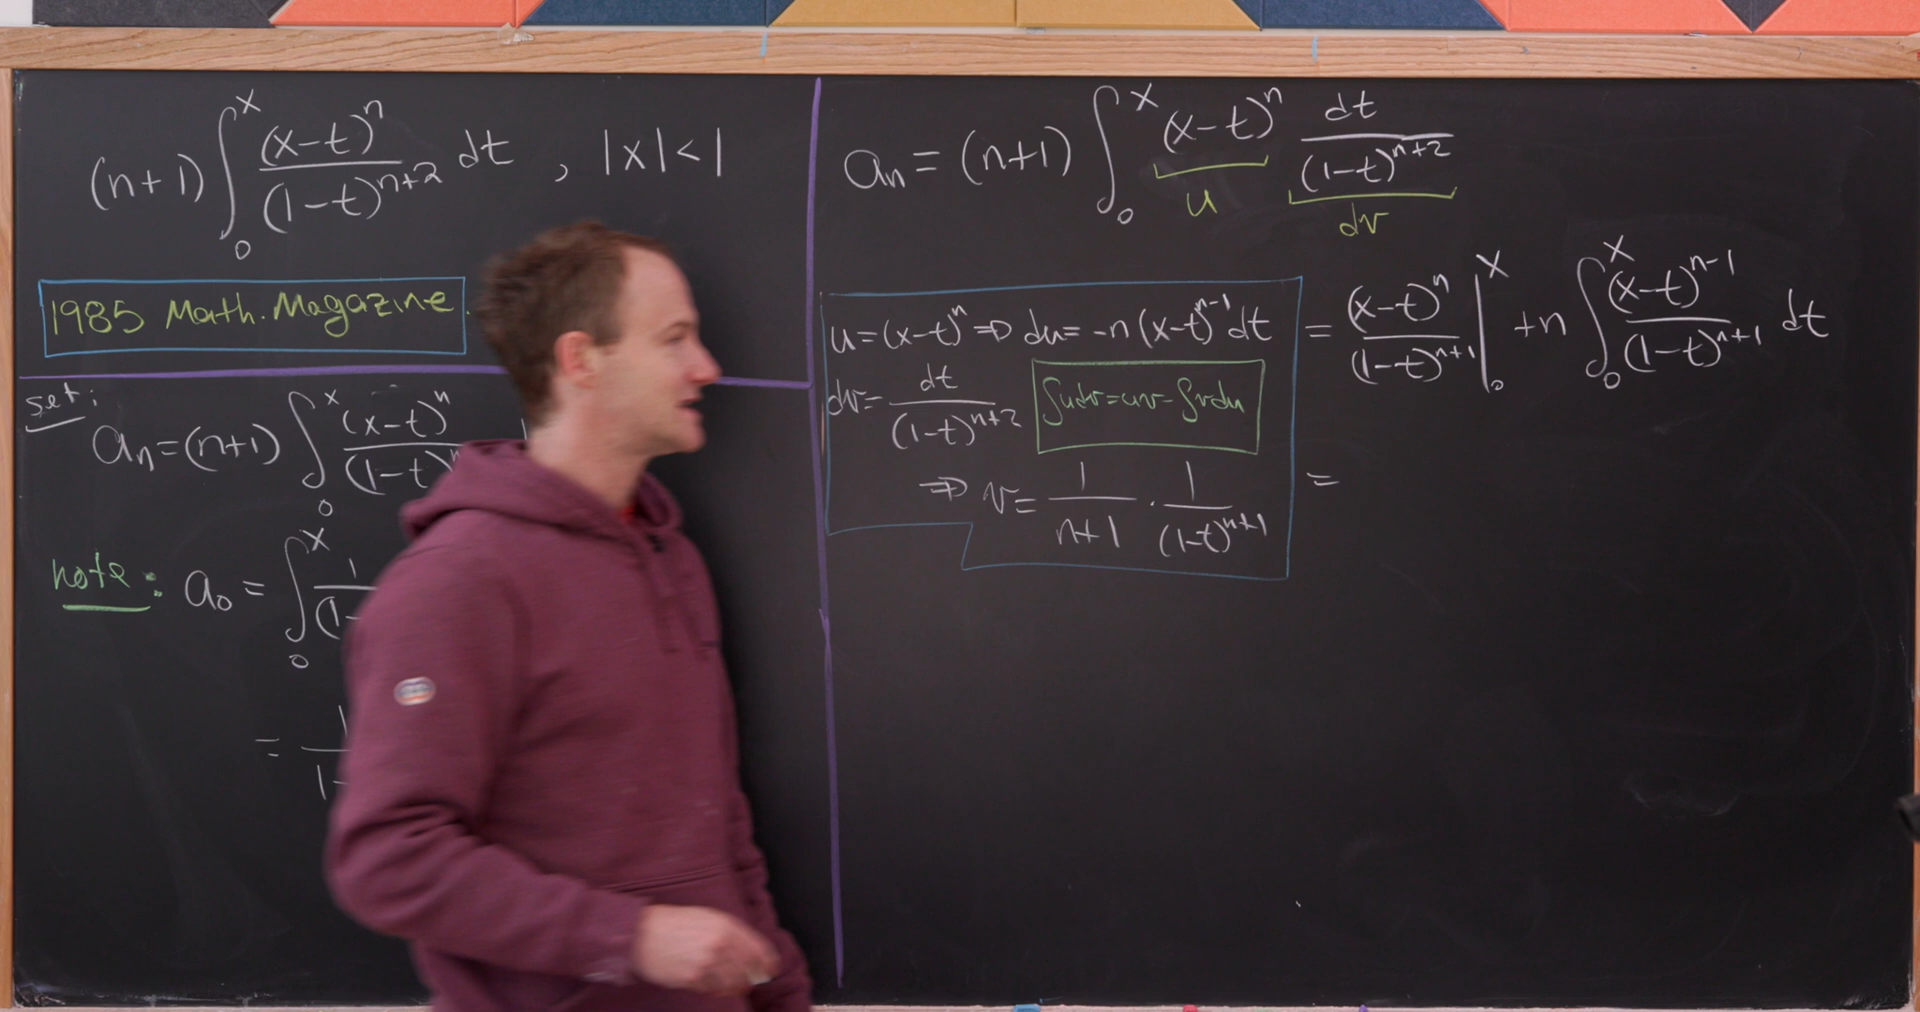 (n+1) ∫₀ˣ (x-t)ⁿ / (1-t)ⁿ⁺² dt , |x|<1
1985 Math. Magazine.
set:
aₙ=(n+1) ∫₀ˣ (x-t)ⁿ / (1-t)
note: a₀ = ∫₀ˣ 1 / (1-
= 1 / 1-
aₙ = (n+1) ∫₀ˣ (x-t)ⁿ dt / (1-t)ⁿ⁺²
u dv
u=(x-t)ⁿ ⇒ du= -n(x-t)ⁿ⁻¹dt
dv= dt / (1-t)ⁿ⁺²
∫udv=uv-∫vdu
⇒ v= 1 / n+1 · 1 / (1-t)ⁿ⁺¹
= (x-t)ⁿ / (1-t)ⁿ⁺¹ |₀ˣ +n ∫₀ˣ (x-t)ⁿ⁻¹ / (1-t)ⁿ⁺¹ dt
=